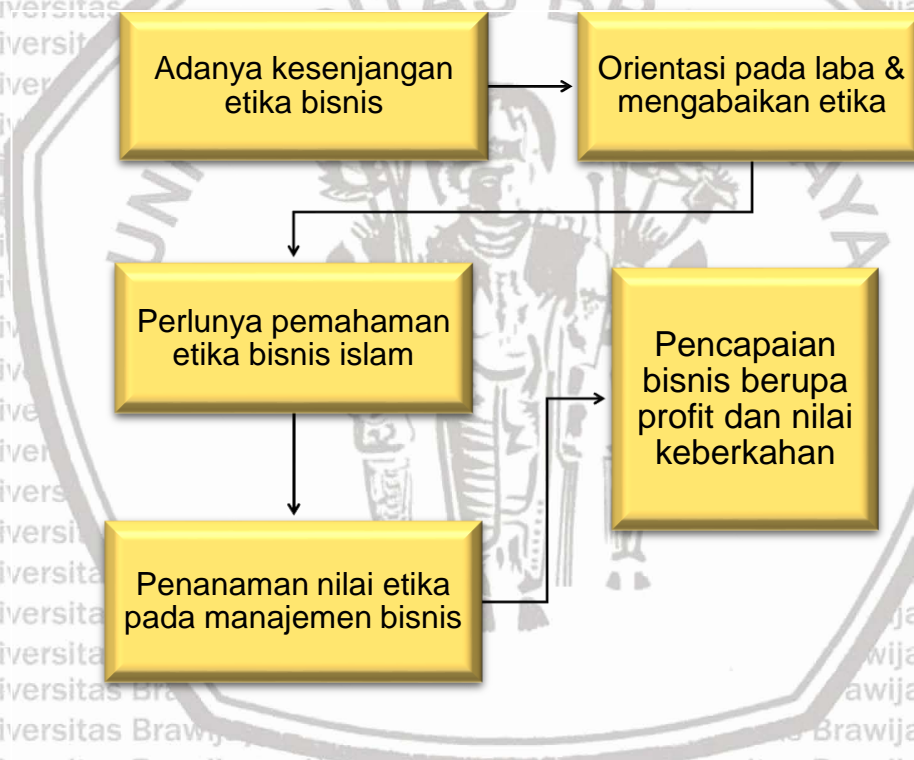 Adanya kesenjangan
etika bisnis
Orientasi pada laba &
mengabaikan etika
Perlunya pemahaman
etika bisnis islam
Pencapaian
bisnis berupa
profit dan nilai
keberkahan
Penanaman nilai etika
pada manajemen bisnis